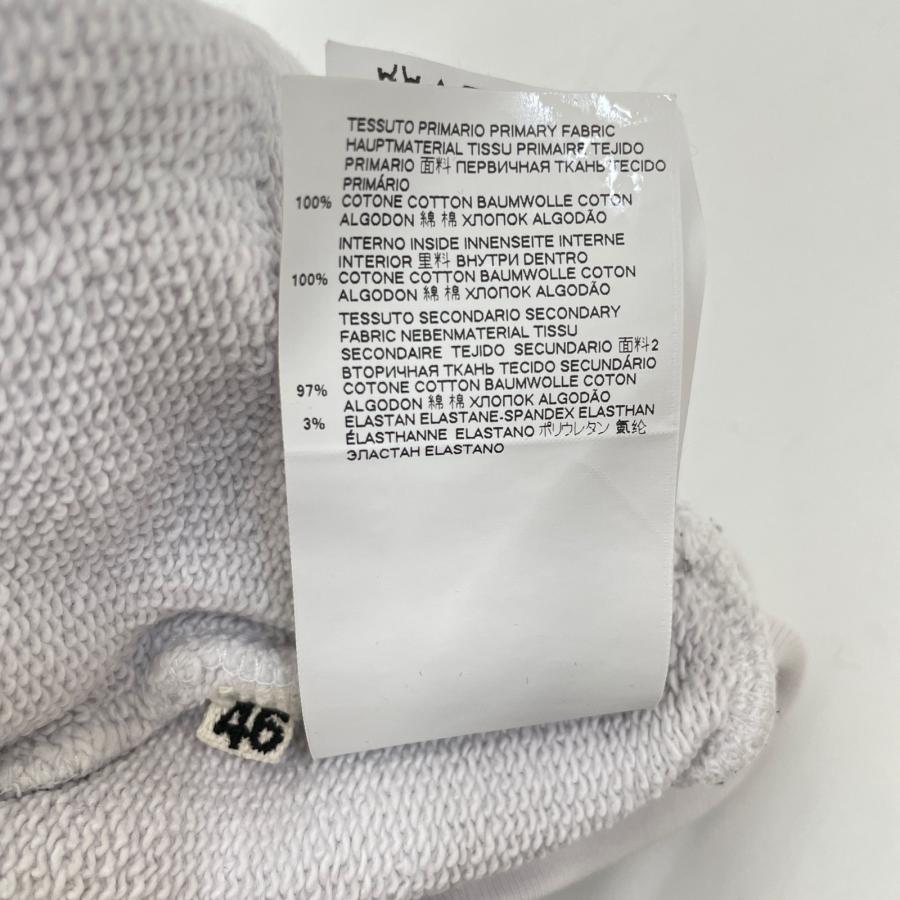 TESSUTO PRIMARIO PRIMARY FABRIC
HAUPTMATERIAL TISSU PRIMAIRE TEJIDO
PRIMARIO 面料 ПЕРВИЧНАЯ ТКАНЬ TECIDO
PRIMÁRIO
100% COTONE COTTON BAUMWOLLE COTON
ALGODON 綿 棉 ХЛОПОК ALGODÃO
INTERNO INSIDE INNENSEITE INTERNE
INTERIOR 里料 ВНУТРИ DENTRO
100% COTONE COTTON BAUMWOLLE COTON
ALGODON 綿 棉 ХЛОПОК ALGODÃO
TESSUTO SECONDARIO SECONDARY
FABRIC NEBENMATERIAL TISSU
SECONDAIRE TEJIDO SECUNDARIO 面料2
ВТОРИЧНАЯ ТКАНЬ TECIDO SECUNDÁRIO
97% COTONE COTTON BAUMWOLLE COTON
ALGODON 綿 棉 ХЛОПОК ALGODÃO
3% ELASTAN ELASTANE-SPANDEX ELASTHAN
ÉLASTHANNE ELASTANO ポリウレタン 氨纶
ЭЛАСТАН ELASTANO
46